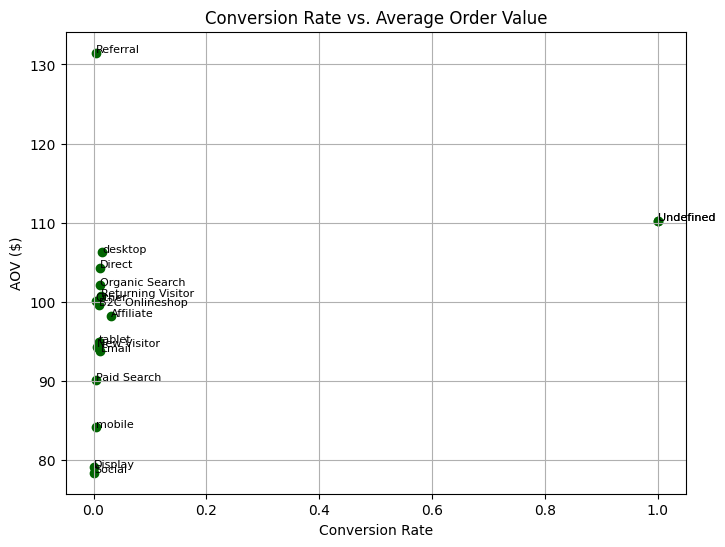 Conversion Rate vs. Average Order Value
Referral
130
120
Undefined
110
desktop
Direct
Organic Search
Returning Visitor
100
B2C Onlineshop
Affiliate
tablet
New Visitor
Email
90
Paid Search
mobile
Display
Social
80
AOV ($)
0.0
0.2
0.4
0.6
0.8
1.0
Conversion Rate